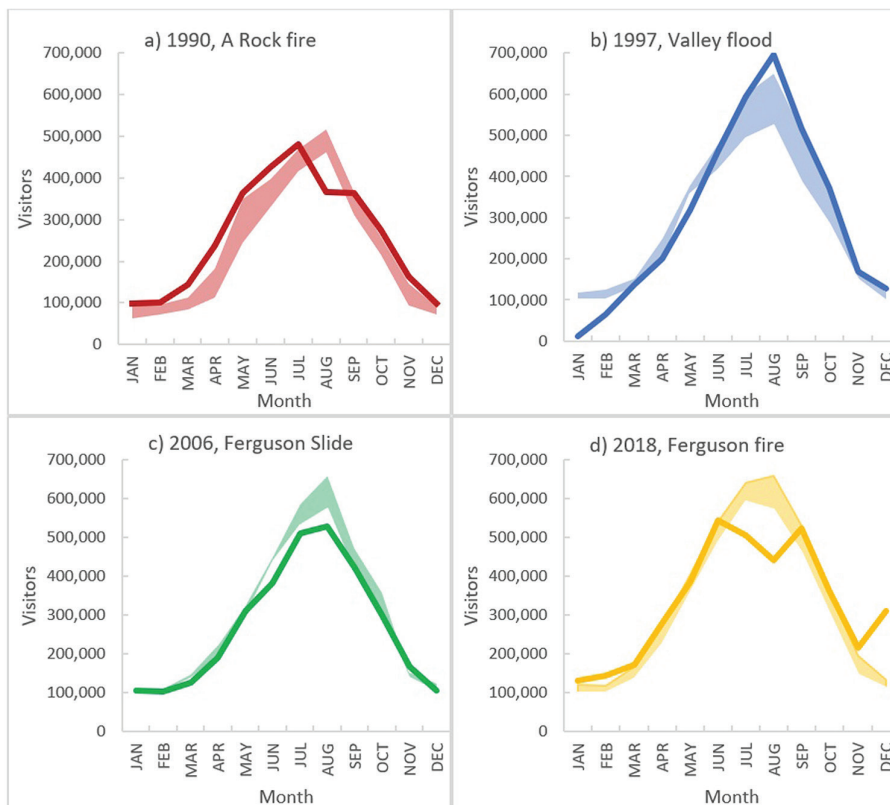 a) 1990, A Rock fire
700,000
600,000
500,000
400,000
300,000
200,000
100,000
0
Visitors
JAN FEB MAR APR MAY JUN JUL AUG SEP OCT NOV DEC
Month
b) 1997, Valley flood
700,000
600,000
500,000
400,000
300,000
200,000
100,000
0
Visitors
JAN FEB MAR APR MAY JUN JUL AUG SEP OCT NOV DEC
Month
c) 2006, Ferguson Slide
700,000
600,000
500,000
400,000
300,000
200,000
100,000
0
Visitors
JAN FEB MAR APR MAY JUN JUL AUG SEP OCT NOV DEC
Month
d) 2018, Ferguson fire
700,000
600,000
500,000
400,000
300,000
200,000
100,000
0
Visitors
JAN FEB MAR APR MAY JUN JUL AUG SEP OCT NOV DEC
Month